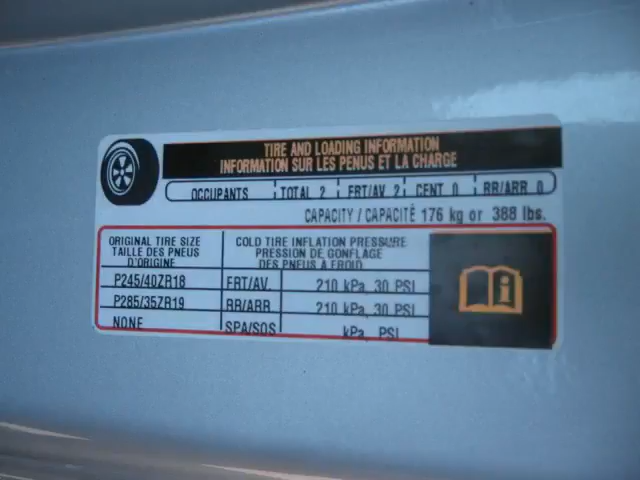 TIRE AND LOADING INFORMATION
INFORMATION SUR LES PENUS ET LA CHARGE
OCCUPANTS TOTAL 2 FRT/AV. 2 CENT 0 RR/ARR 0
CAPACITY / CAPACITÉ 176 kg or 388 lbs.
ORIGINAL TIRE SIZE
TAILLE DES PNEUS
D'ORIGINE
COLD TIRE INFLATION PRESSURE
PRESSION DE GONFLAGE
DES PNEUS À FROID
P245/40ZR18 FRT/AV. 210 kPa, 30 PSI
P285/35ZR19 RR/ARR 210 kPa, 30 PSI
NONE SPA/SOS kPa, PSI